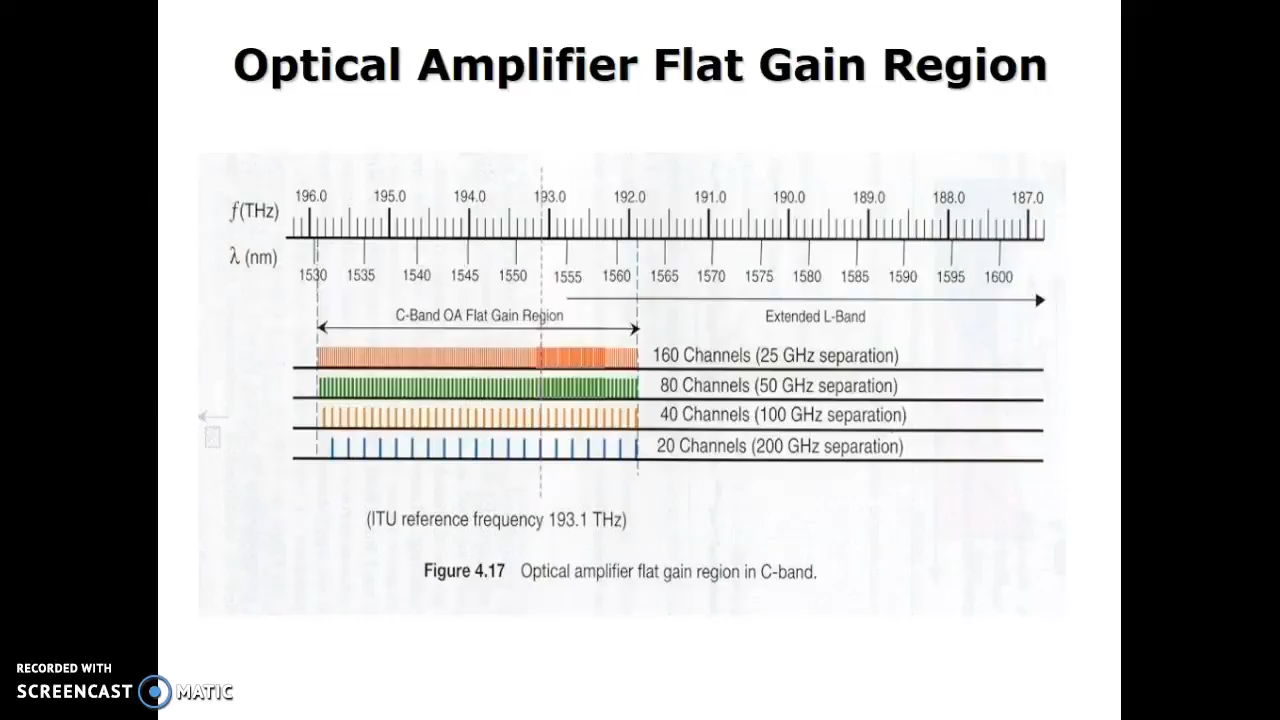 Optical Amplifier Flat Gain Region
196.0 195.0 194.0 193.0 192.0 191.0 190.0 189.0 188.0 187.0
f(THz)
λ (nm)
1530 1535 1540 1545 1550 1555 1560 1565 1570 1575 1580 1585 1590 1595 1600
C-Band OA Flat Gain Region Extended L-Band
160 Channels (25 GHz separation)
80 Channels (50 GHz separation)
40 Channels (100 GHz separation)
20 Channels (200 GHz separation)
(ITU reference frequency 193.1 THz)
Figure 4.17 Optical amplifier flat gain region in C-band.
RECORDED WITH
SCREENCAST MATIC